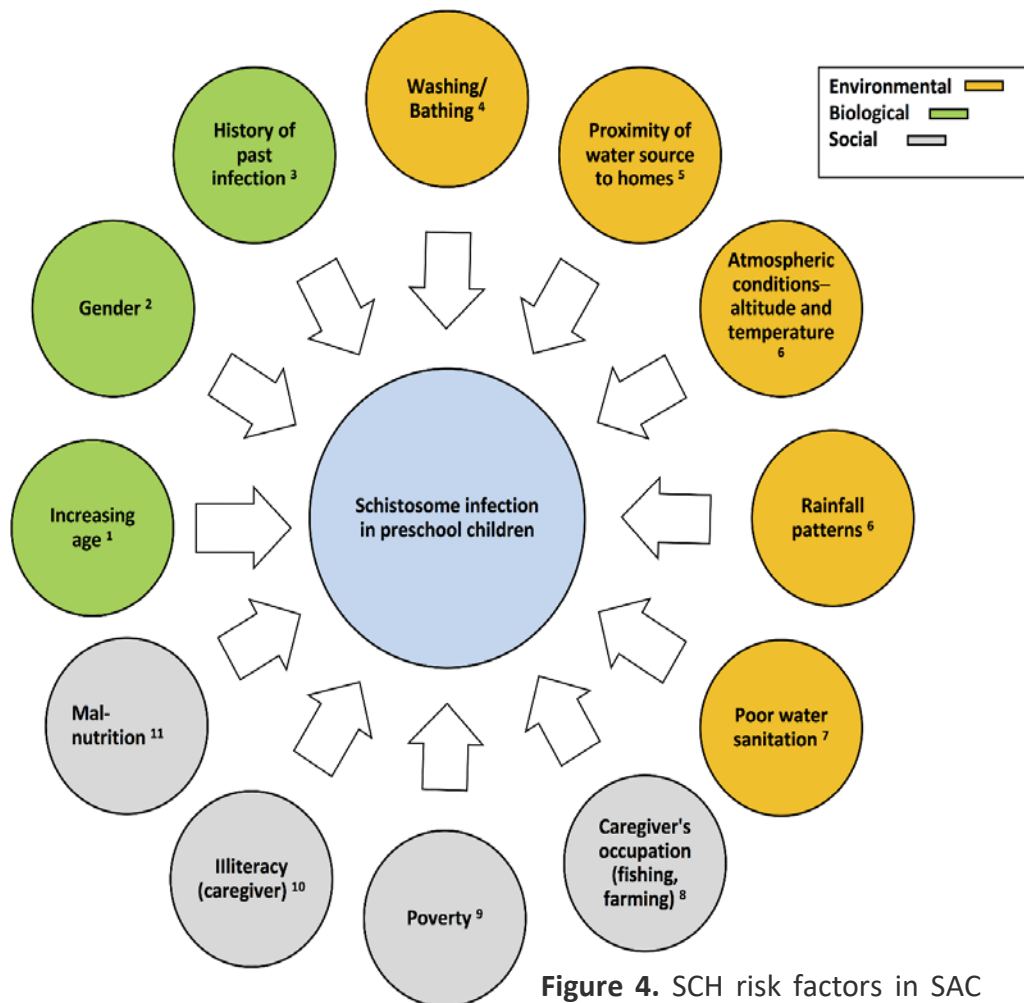 Washing/
Bathing 4
Proximity of
water source
to homes 5
Atmospheric
conditions–
altitude and
temperature
6
Rainfall
patterns 6
Poor water
sanitation 7
Caregiver's
occupation
(fishing,
farming) 8
Poverty 9
Illiteracy
(caregiver) 10
Mal-
nutrition 11
Increasing
age 1
Gender 2
History of
past
infection 3
Schistosome infection
in preschool children
Environmental
Biological
Social
Figure 4. SCH risk factors in SAC